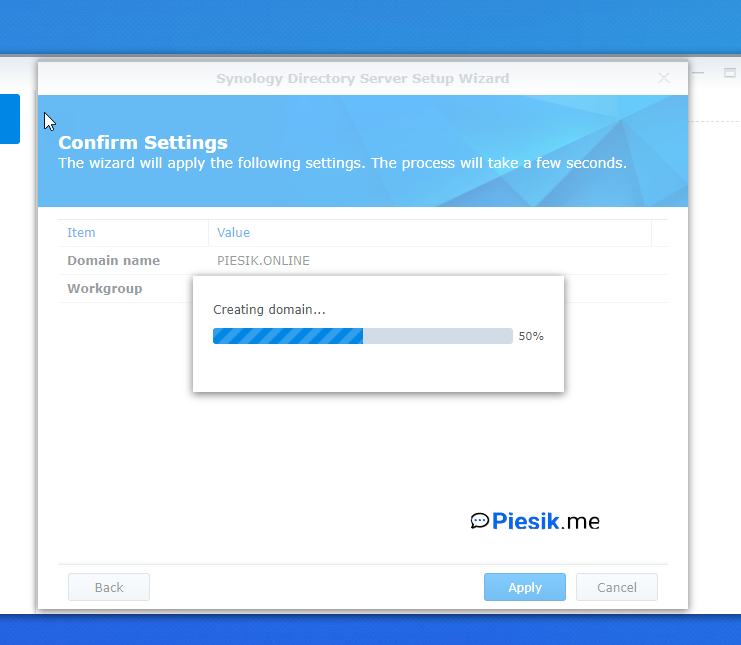 Synology Directory Server Setup Wizard
Confirm Settings
The wizard will apply the following settings. The process will take a few seconds.
Item Value
Domain name PIESIK.ONLINE
Workgroup
Creating domain...
50%
Piesik.me
Back Apply Cancel